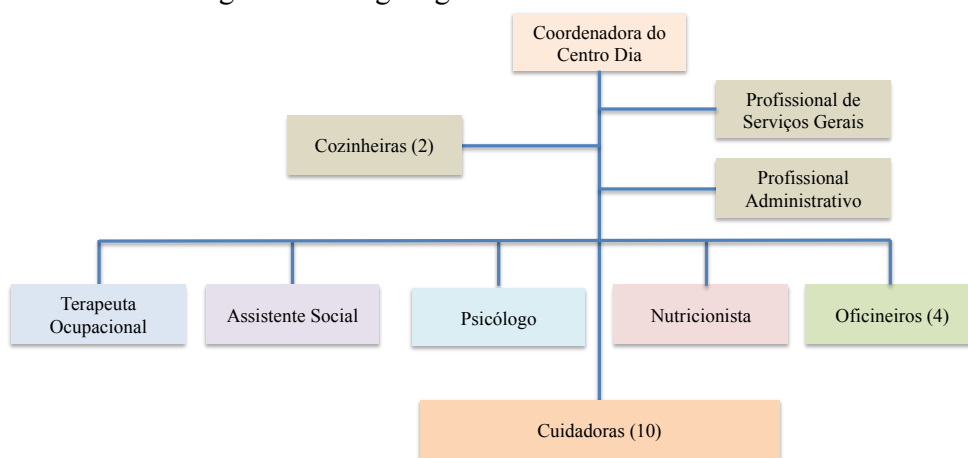 Coordenadora do
Centro Dia
Profissional de
Serviços Gerais
Cozinheiras (2)
Profissional
Administrativo
Terapeuta
Ocupacional
Assistente Social
Psicólogo
Nutricionista
Oficineiros (4)
Cuidadoras (10)